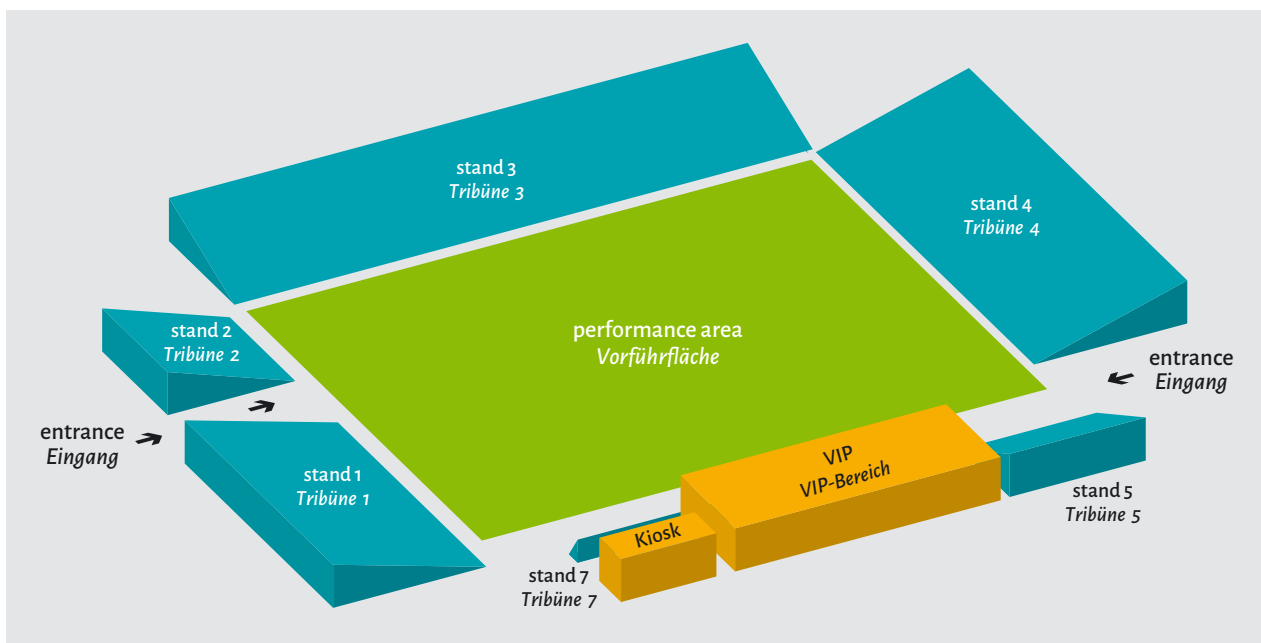 stand 3
Tribüne 3
stand 4
Tribüne 4
stand 2
Tribüne 2
performance area
Vorführfläche
entrance
Eingang
entrance
Eingang
stand 1
Tribüne 1
VIP
VIP-Bereich
Kiosk
stand 5
Tribüne 5
stand 7
Tribüne 7